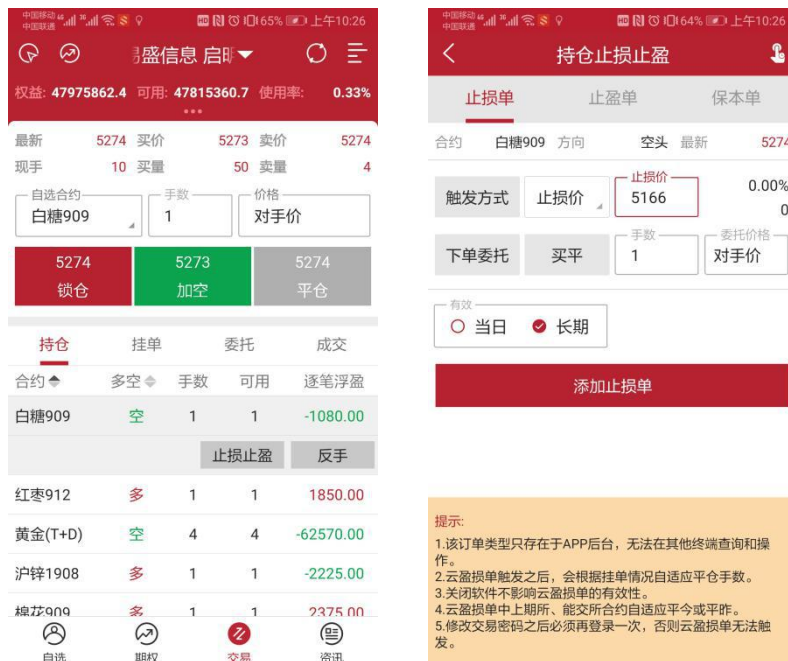 中国移动 46 36 HD 65% 上午10:26
中国联通
盛信息 启明
权益: 47975862.4 可用: 47815360.7 使用率: 0.33%
最新 5274 买价 5273 卖价 5274
现手 10 买量 50 卖量 4
自选合约 手数 价格
白糖909 1 对手价
5274 5273 5274
锁仓 加空 平仓
持仓 挂单 委托 成交
合约 多空 手数 可用 逐笔浮盈
白糖909 空 1 1 -1080.00
止损止盈 反手
红枣912 多 1 1 1850.00
黄金(T+D) 空 4 4 -62570.00
沪锌1908 多 1 1 -2225.00
棉花909 多 1 1 2375.00
自选 期权 交易 资讯
中国移动 46 36 HD 64% 上午10:26
中国联通
持仓止损止盈
止损单 止盈单 保本单
合约 白糖909 方向 空头 最新 5274
止损价
触发方式 止损价 5166 0.00%
0
手数 委托价格
下单委托 买平 1 对手价
有效
当日 长期
添加止损单
提示:
1.该订单类型只存在于APP后台，无法在其他终端查询和操
作。
2.云盈损单触发之后，会根据挂单情况自适应平仓手数。
3.关闭软件不影响云盈损单的有效性。
4.云盈损单中上期所、能交所合约自适应平今或平昨。
5.修改交易密码之后必须再登录一次，否则云盈损单无法触
发。